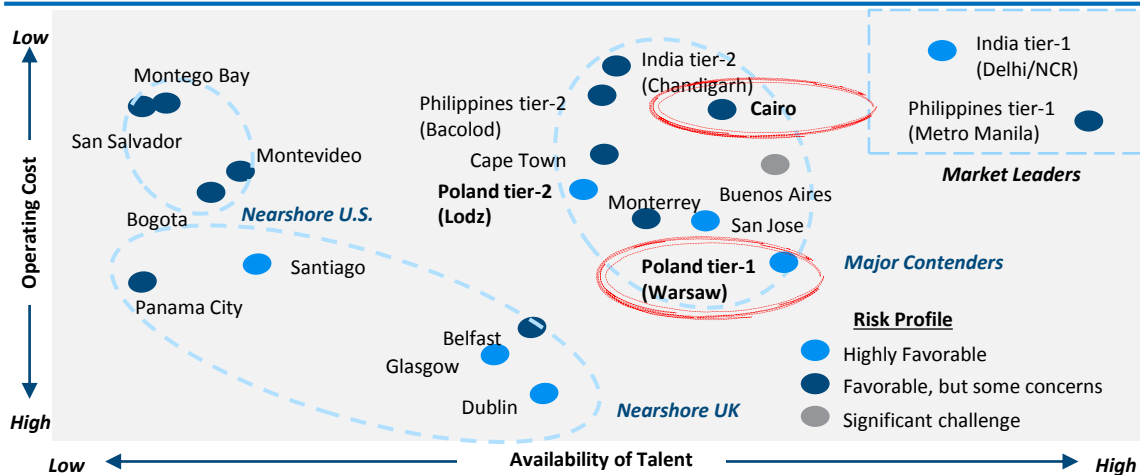 Low
Montego Bay
San Salvador
Montevideo
Bogota
Nearshore U.S.
Santiago
Panama City
Belfast
Glasgow
Dublin
Nearshore UK
India tier-2
(Chandigarh)
Philippines tier-2
(Bacolod)
Cairo
Cape Town
Poland tier-2
(Lodz)
Monterrey
Buenos Aires
San Jose
Poland tier-1
(Warsaw)
Major Contenders
India tier-1
(Delhi/NCR)
Philippines tier-1
(Metro Manila)
Market Leaders
Risk Profile
Highly Favorable
Favorable, but some concerns
Significant challenge
Operating Cost
High
Low
Availability of Talent
High